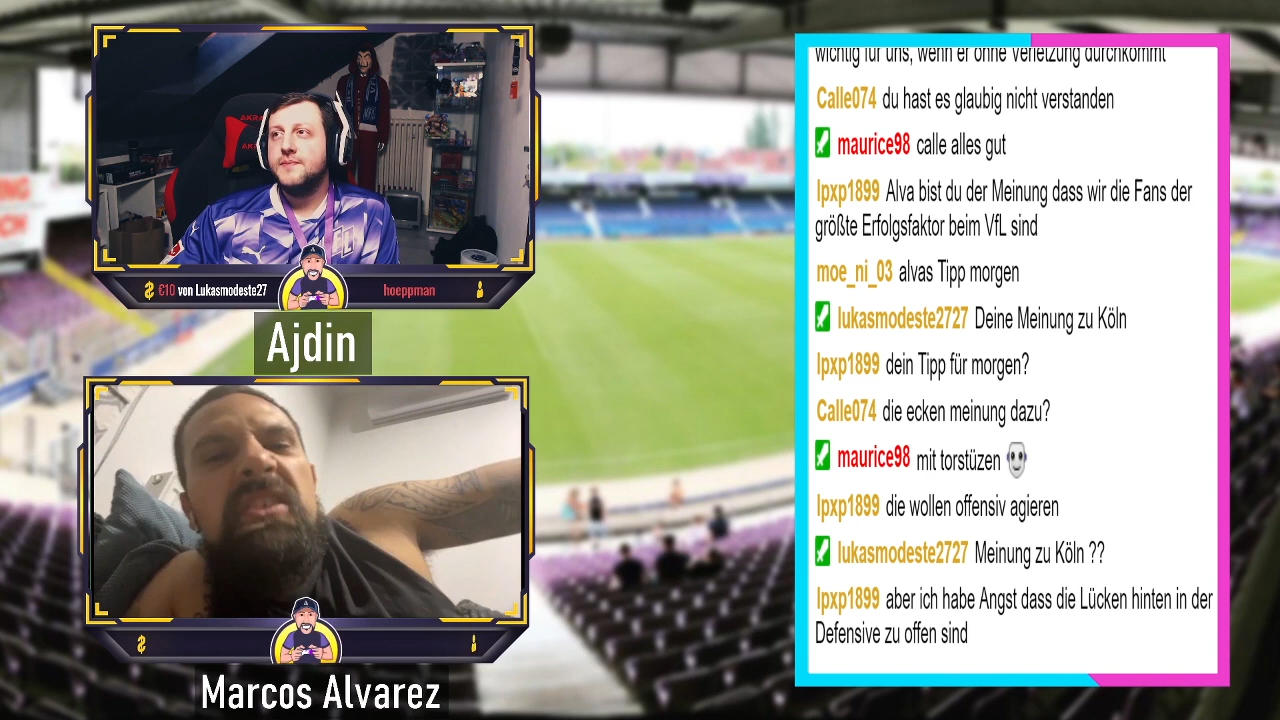 €10 von Lukasmodeste27
hoeppman
Ajdin
Marcos Alvarez
wichtig für uns, wenn er ohne Verletzung durchkommt
Calle074 du hast es glaubig nicht verstanden
maurice98 calle alles gut
lpxp1899 Alva bist du der Meinung dass wir die Fans der
größte Erfolgsfaktor beim VfL sind
moe_ni_03 alvas Tipp morgen
lukasmodeste2727 Deine Meinung zu Köln
lpxp1899 dein Tipp für morgen?
Calle074 die ecken meinung dazu?
maurice98 mit torstüzen
lpxp1899 die wollen offensiv agieren
lukasmodeste2727 Meinung zu Köln ??
lpxp1899 aber ich habe Angst dass die Lücken hinten in der
Defensive zu offen sind